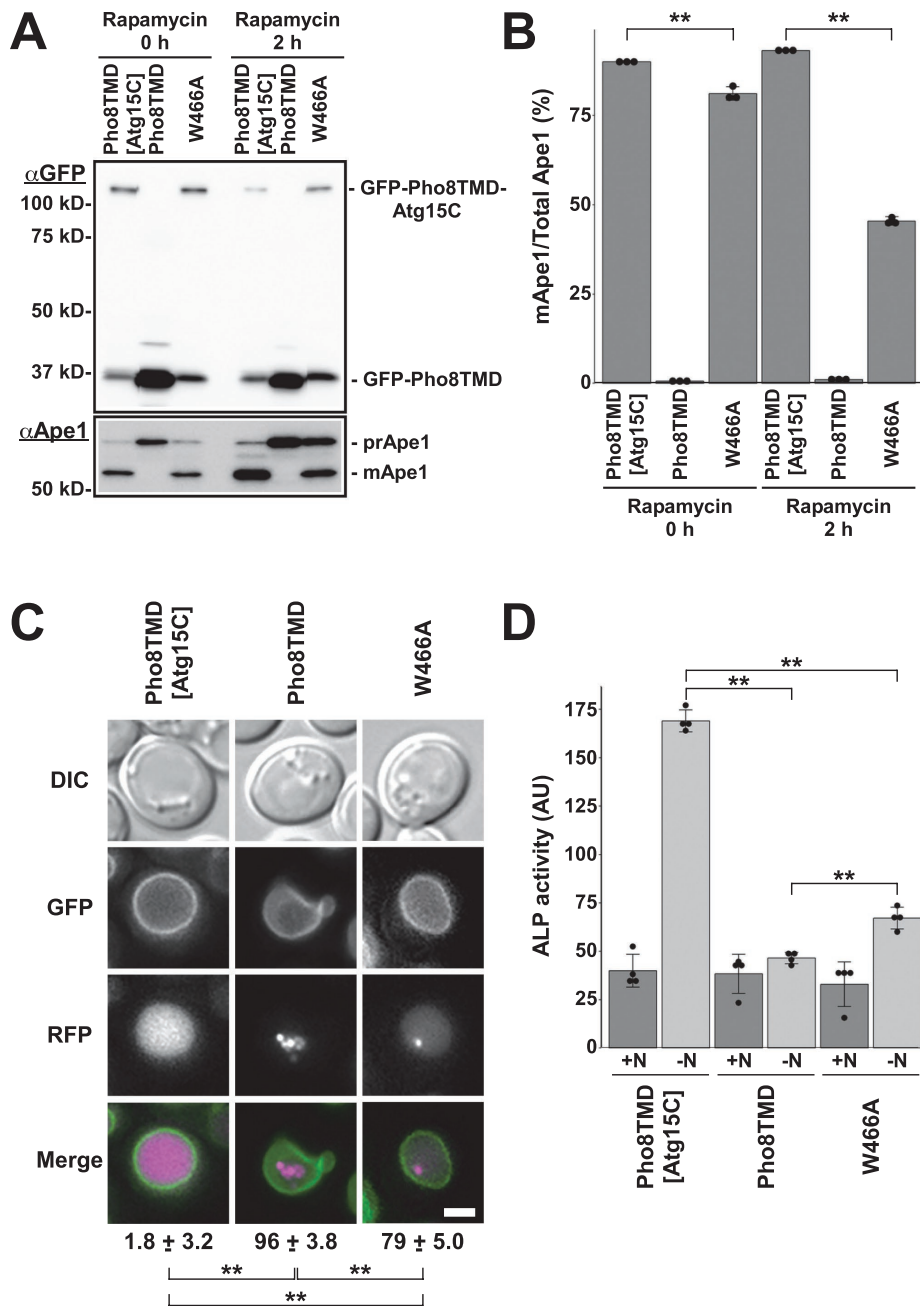 A
Rapamycin
0 h
Rapamycin
2 h
Pho8TMD
[Atg15C]
Pho8TMD
W466A
Pho8TMD
[Atg15C]
Pho8TMD
W466A
αGFP
100 kD-
75 kD-
50 kD-
37 kD-
- GFP-Pho8TMD-
Atg15C
- GFP-Pho8TMD
αApe1
50 kD-
- prApe1
- mApe1
B
**
**
mApe1/Total Ape1 (%)
75
50
25
0
Pho8TMD
[Atg15C]
Pho8TMD
W466A
Pho8TMD
[Atg15C]
Pho8TMD
W466A
Rapamycin
0 h
Rapamycin
2 h
C
Pho8TMD
[Atg15C]
Pho8TMD
W466A
DIC
GFP
RFP
Merge
1.8 ± 3.2
96 ± 3.8
79 ± 5.0
**
**
**
D
**
**
**
ALP activity (AU)
175
150
125
100
75
50
25
0
+N
-N
+N
-N
+N
-N
Pho8TMD
[Atg15C]
Pho8TMD
W466A